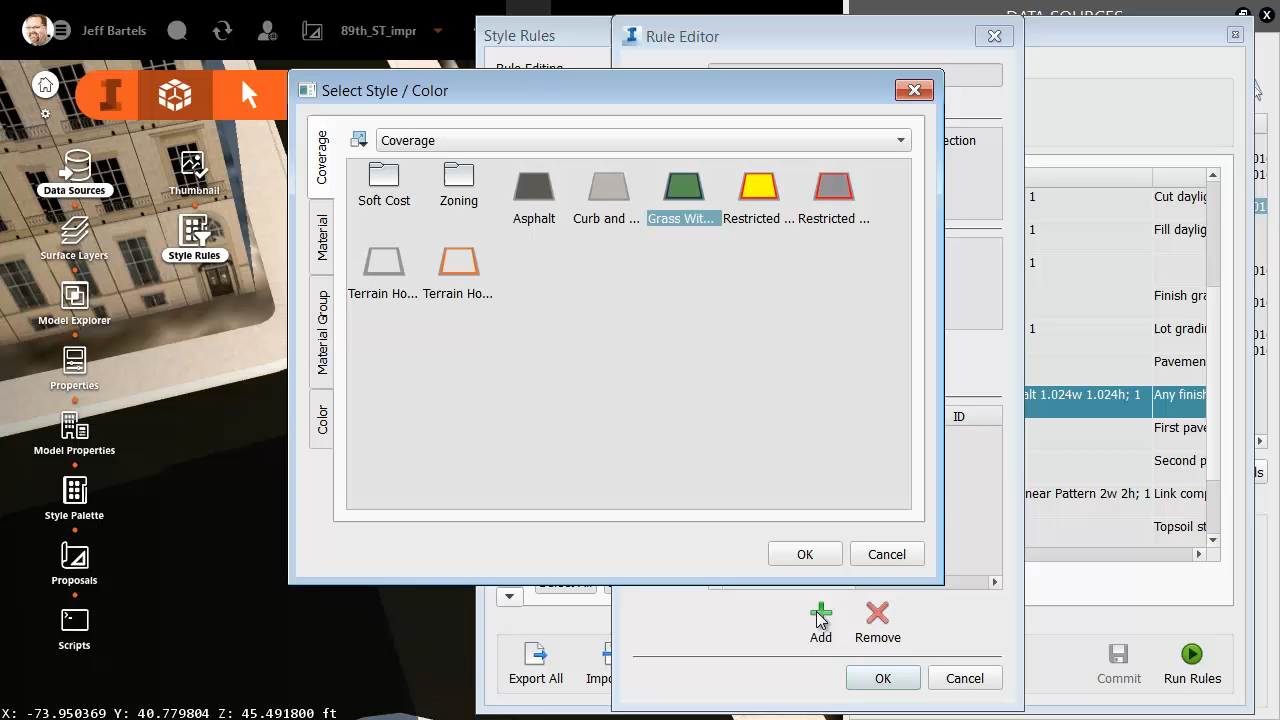 Jeff Bartels
89th_ST_impr
Style Rules
Rule Editor
DATA SOURCES
Select Style / Color
Coverage
Material
Material Group
Color
Coverage
Soft Cost
Zoning
Asphalt
Curb and ...
Grass Wit...
Restricted ...
Restricted ...
Terrain Ho...
Terrain Ho...
OK
Cancel
Data Sources
Thumbnail
Surface Layers
Style Rules
Model Explorer
Properties
Model Properties
Style Palette
Proposals
Scripts
ection
ID
1 Cut daylig
1 Fill daylig
1
Finish gra
1 Lot gradi
Pavemen
alt 1.024w 1.024h; 1 Any finish
First pave
Second p
near Pattern 2w 2h; 1 Link comp
Topsoil st
Add
Remove
OK
Cancel
Export All
Impo
Commit
Run Rules
X: -73.950369 Y: 40.779804 Z: 45.491800 ft